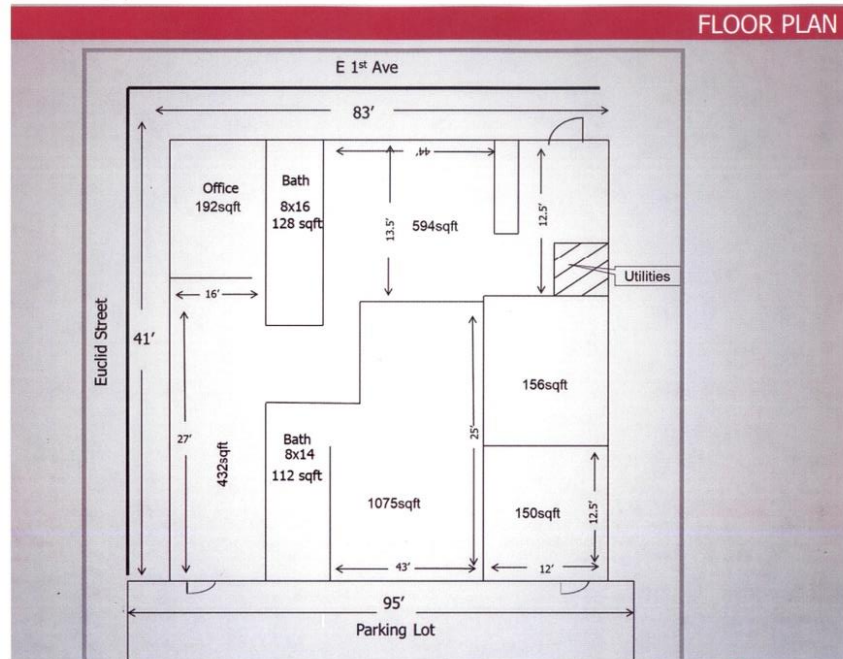 FLOOR PLAN
E 1st Ave
83'
44'
Office
192sqft
Bath
8x16
128 sqft
13.5'
594sqft
12.5'
Utilities
16'
Euclid Street
41'
27'
432sqft
156sqft
Bath
8x14
112 sqft
25'
1075sqft
43'
150sqft
12.5'
12'
95'
Parking Lot